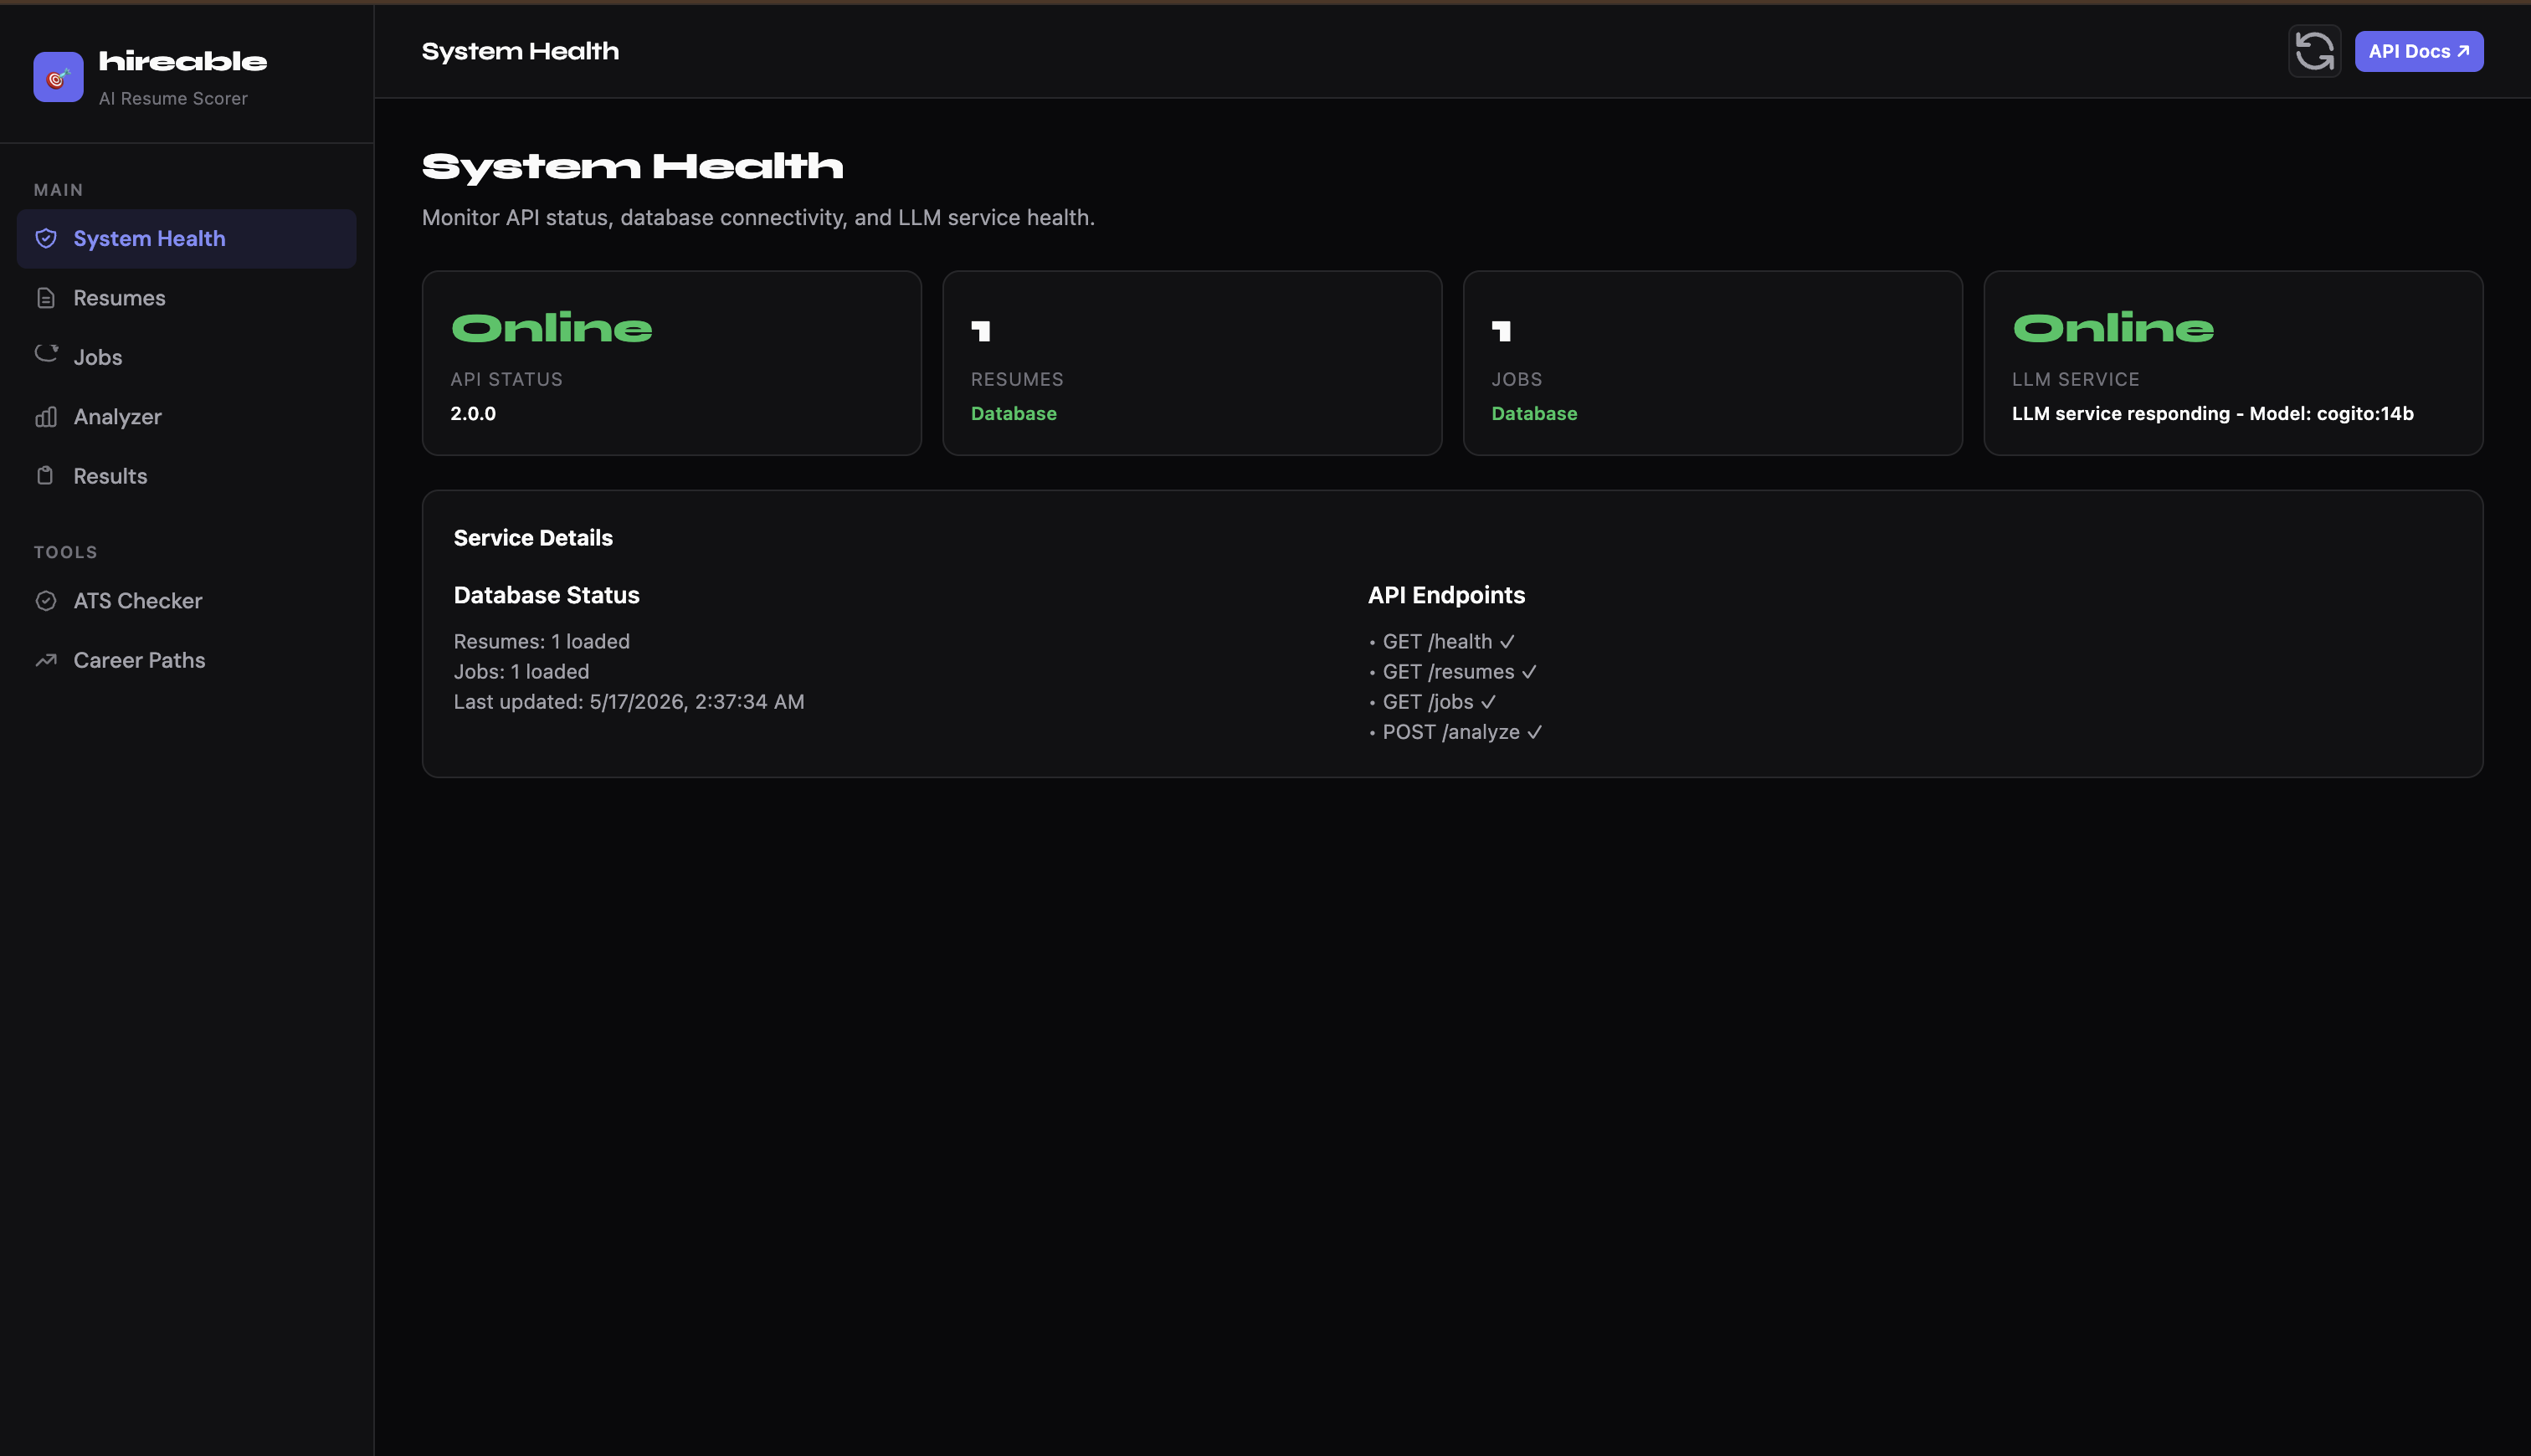 hireable
AI Resume Scorer
MAIN
System Health
Resumes
Jobs
Analyzer
Results
TOOLS
ATS Checker
Career Paths
System Health
API Docs ↗
System Health
Monitor API status, database connectivity, and LLM service health.
Online
API STATUS
2.0.0
1
RESUMES
Database
1
JOBS
Database
Online
LLM SERVICE
LLM service responding - Model: cogito:14b
Service Details
Database Status
Resumes: 1 loaded
Jobs: 1 loaded
Last updated: 5/17/2026, 2:37:34 AM
API Endpoints
• GET /health ✓
• GET /resumes ✓
• GET /jobs ✓
• POST /analyze ✓